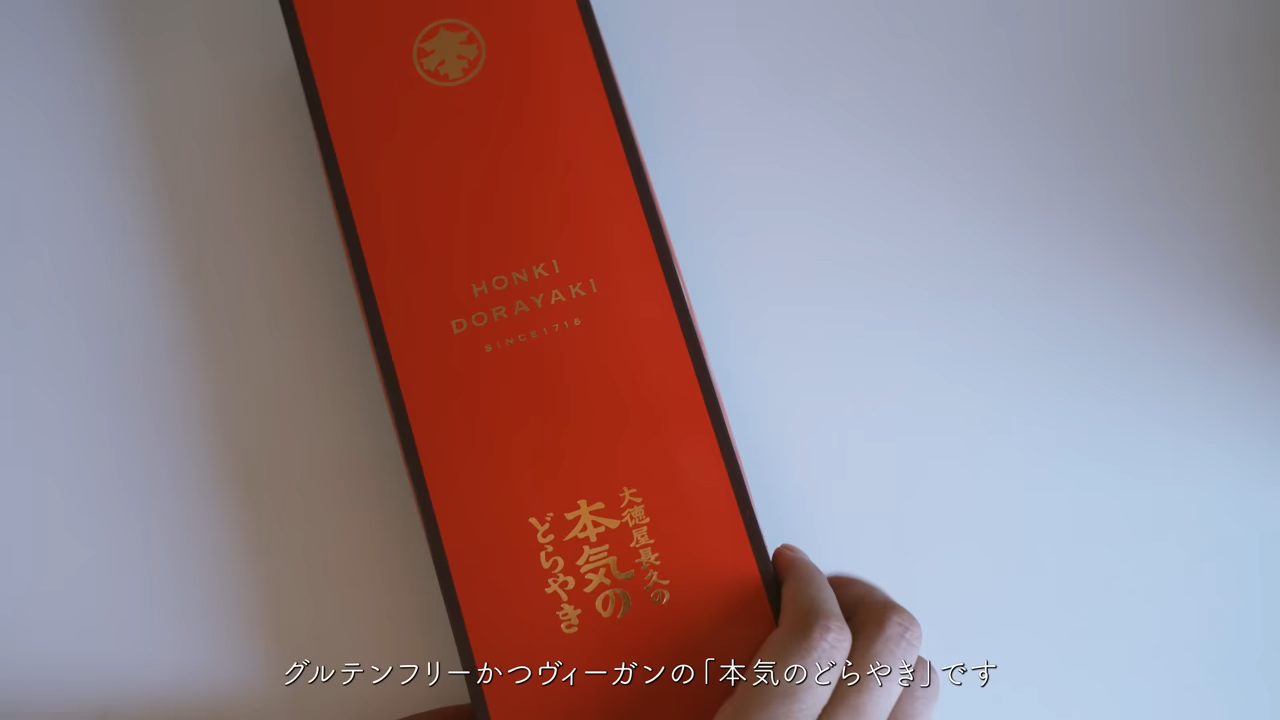 HONKI
DORAYAKI
SINCE1715
大徳屋長久の
本気の
どらやき
グルテンフリーかつヴィーガンの「本気のどらやき」です